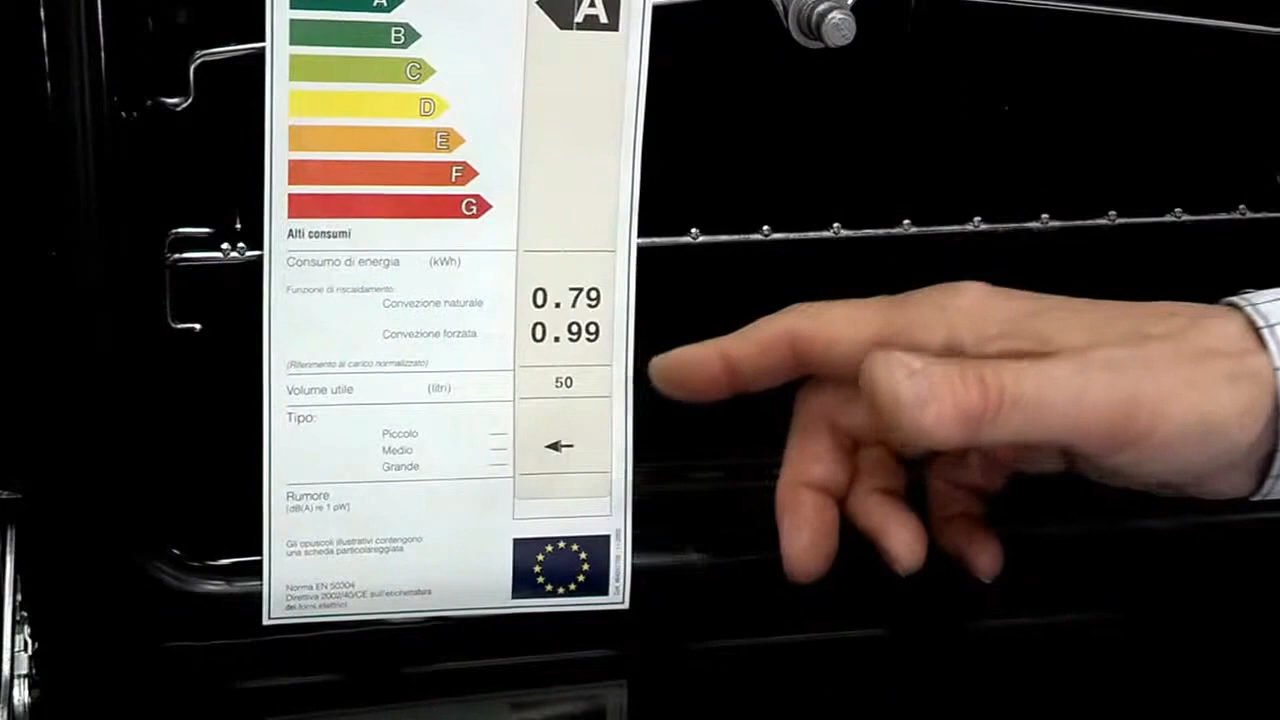 A
A
B
C
D
E
F
G
Alti consumi
Consumo di energia (kWh)
Funzione di riscaldamento:
Convezione naturale 0.79
Convezione forzata 0.99
(Riferimento al carico normalizzato)
Volume utile (litri) 50
Tipo:
Piccolo —
Medio —
Grande —
Rumore
[dB(A) re 1 pW]
Gli opuscoli illustrativi contengono
una scheda particolareggiata
Norma EN 50304
Direttiva 2002/40/CE sull'etichettatura
dei forni elettrici